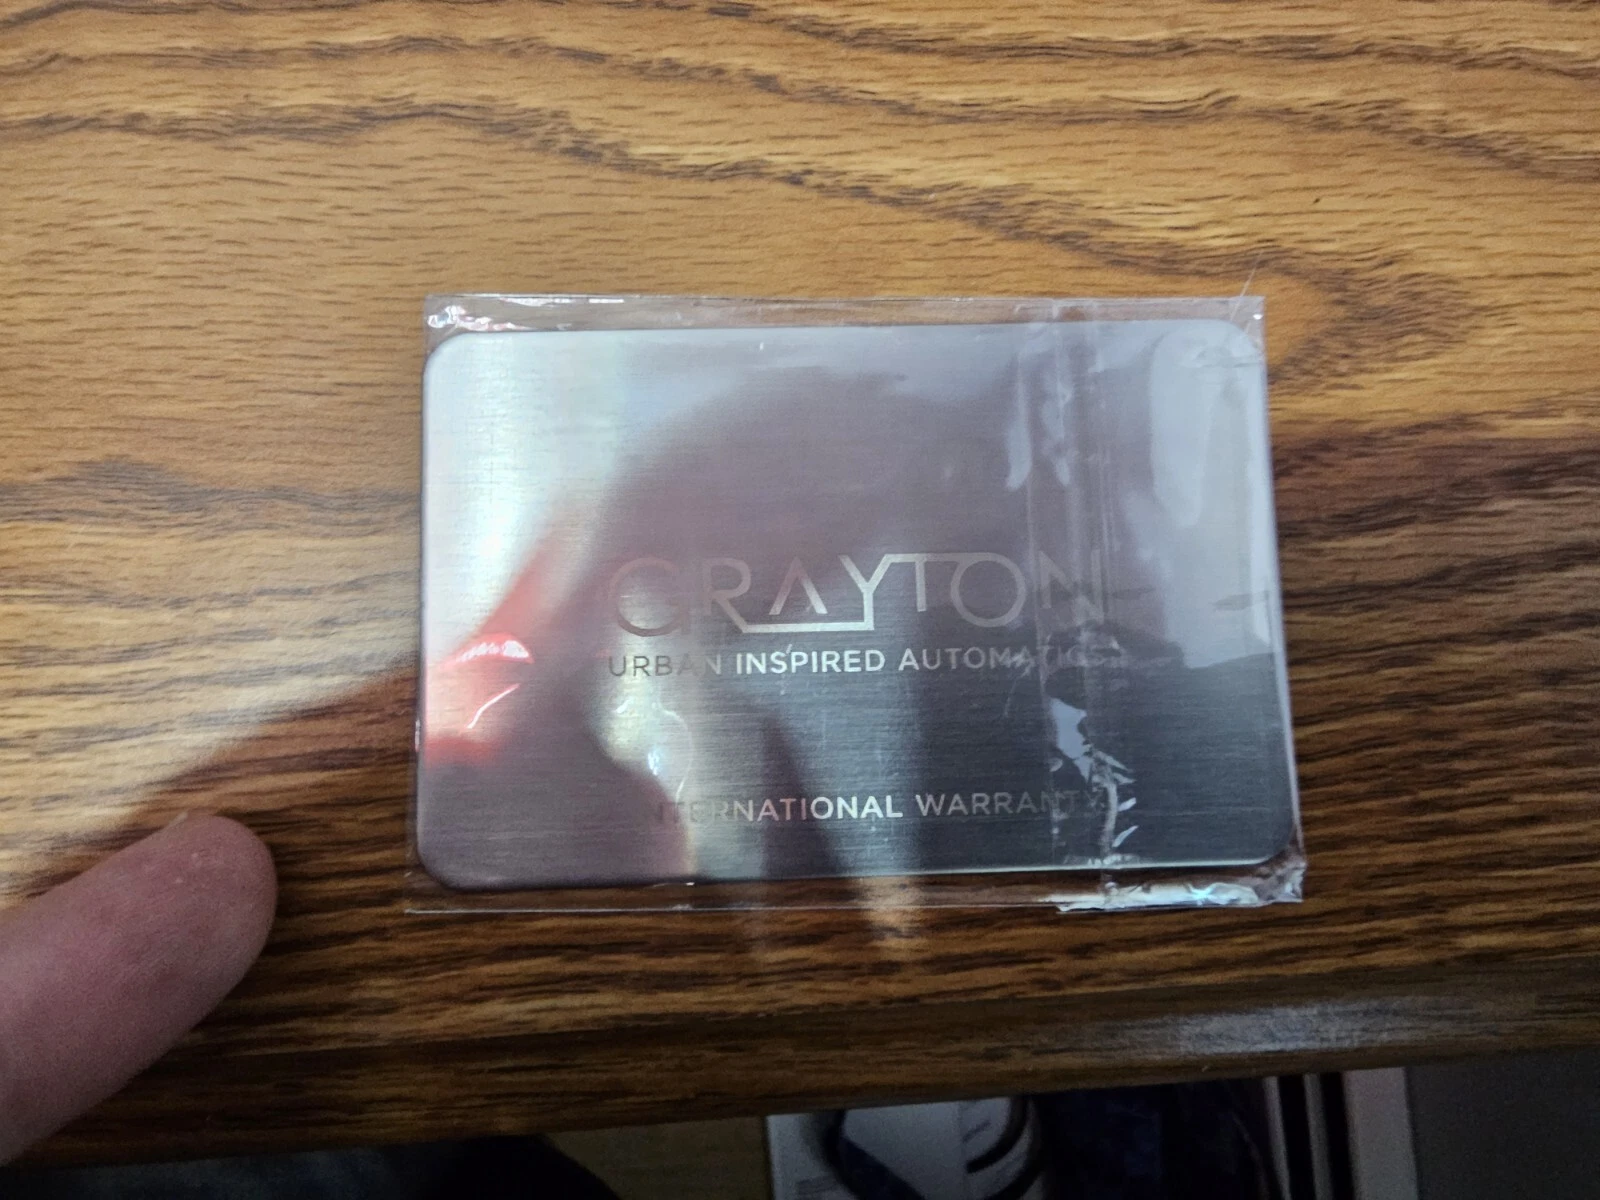 GRAYTON
URBAN INSPIRED AUTOMATICS
INTERNATIONAL WARRANTY